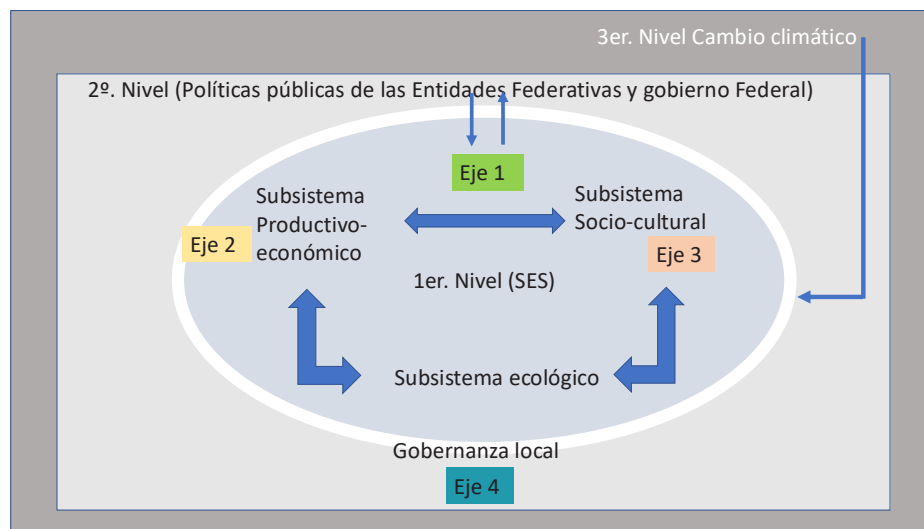 3er. Nivel Cambio climático
2º. Nivel (Políticas públicas de las Entidades Federativas y gobierno Federal)
Eje 1
Subsistema
Productivo-
económico
Subsistema
Socio-cultural
Eje 2
Eje 3
1er. Nivel (SES)
Subsistema ecológico
Gobernanza local
Eje 4